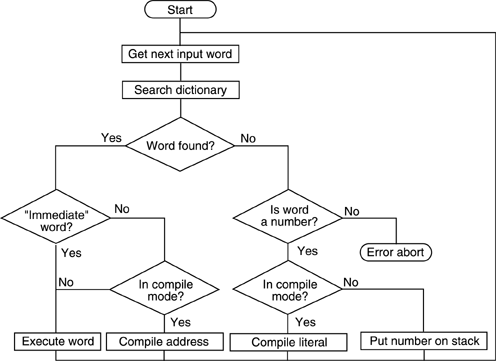 Start
Get next input word
Search dictionary
Yes
Word found?
No
"Immediate"
word?
No
Is word
a number?
No
Yes
Yes
Error abort
No
In compile
mode?
In compile
mode?
No
Yes
Yes
Execute word
Compile address
Compile literal
Put number on stack